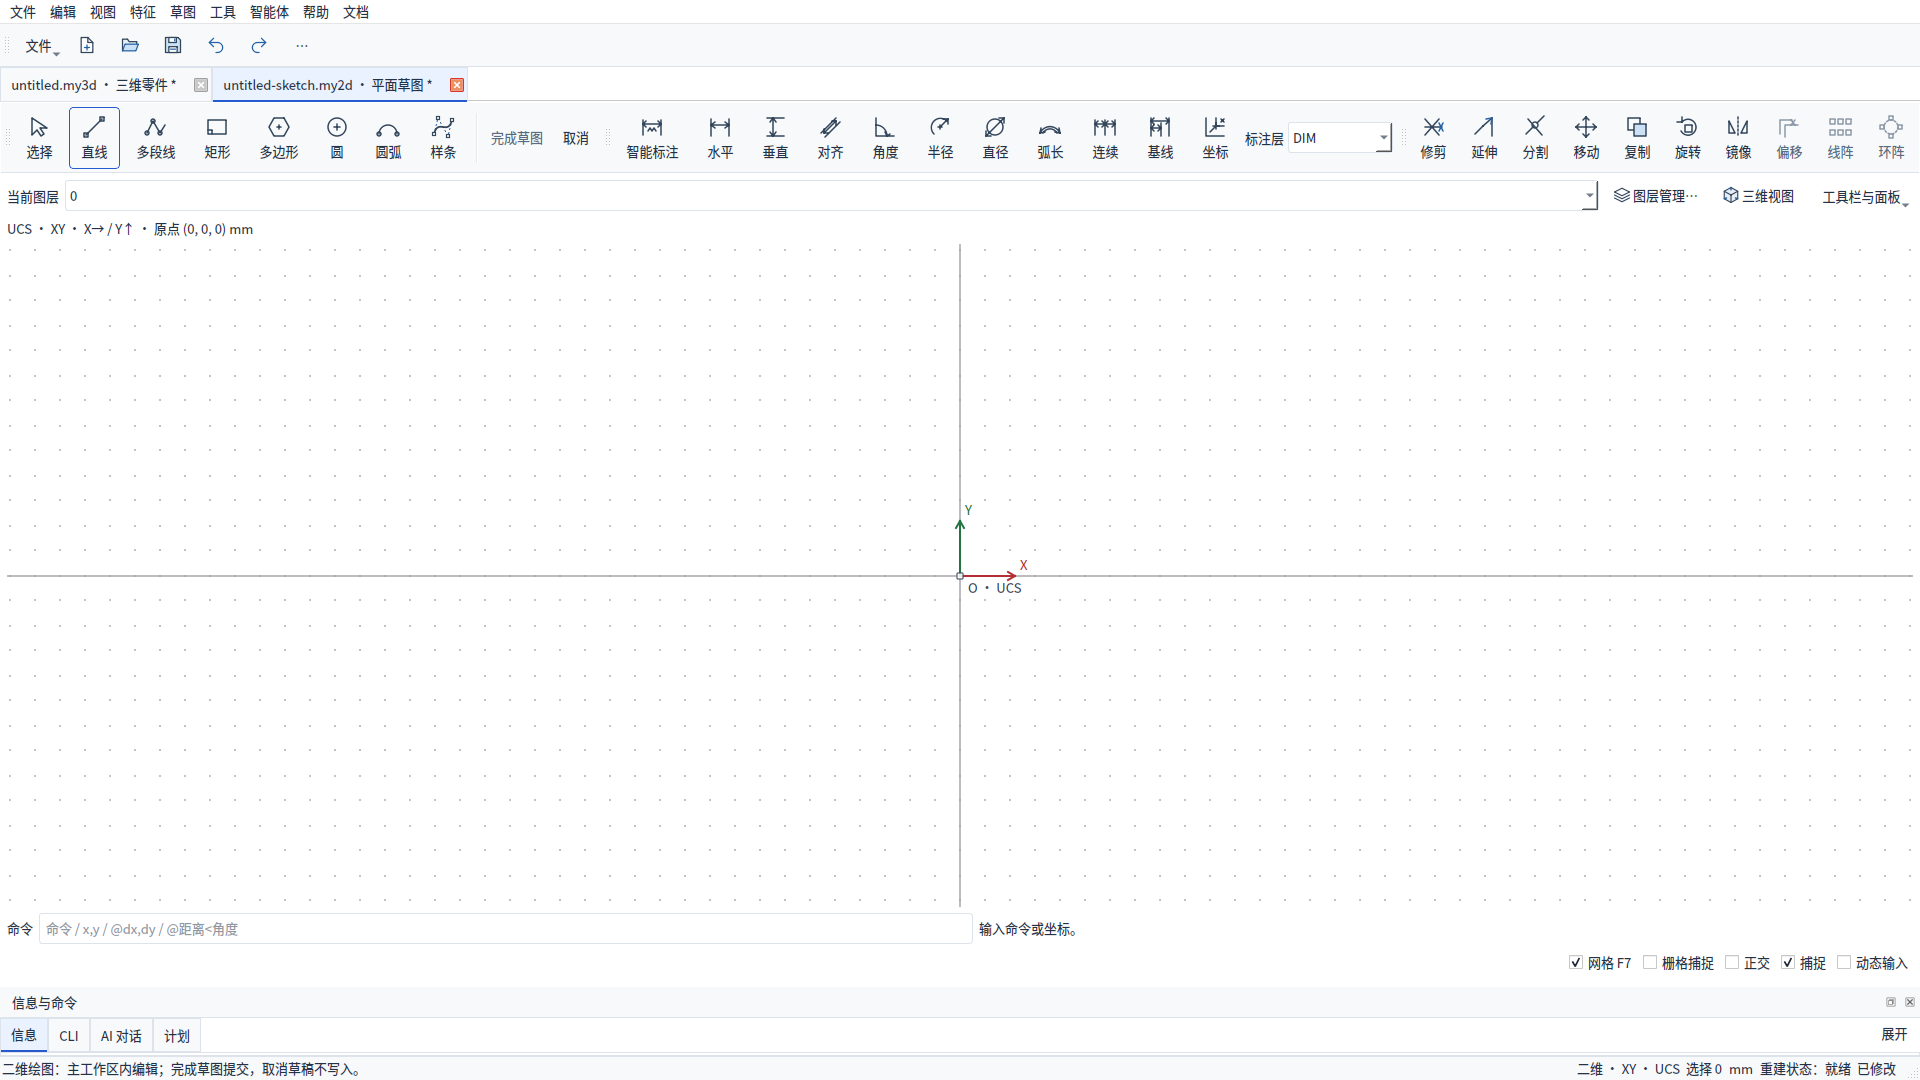 文件 编辑 视图 特征 草图 工具 智能体 帮助 文档
文件 ...
untitled.my3d • 三维零件 * untitled-sketch.my2d • 平面草图 *
选择 直线 多段线 矩形 多边形 圆 圆弧 样条 完成草图 取消 智能标注 水平 垂直 对齐 角度 半径 直径 弧长 连续 基线 坐标 标注层 DIM 修剪 延伸 分割 移动 复制 旋转 镜像 偏移 线阵 环阵
当前图层 0 图层管理... 三维视图 工具栏与面板
UCS • XY • X→ / Y↑ • 原点 (0, 0, 0) mm
Y
X
O • UCS
命令 命令 / x,y / @dx,dy / @距离<角度 输入命令或坐标。
网格 F7 栅格捕捉 正交 捕捉 动态输入
信息与命令
信息 CLI AI 对话 计划 展开
二维绘图：主工作区内编辑；完成草图提交，取消草稿不写入。 二维 • XY • UCS 选择 0 mm 重建状态：就绪 已修改